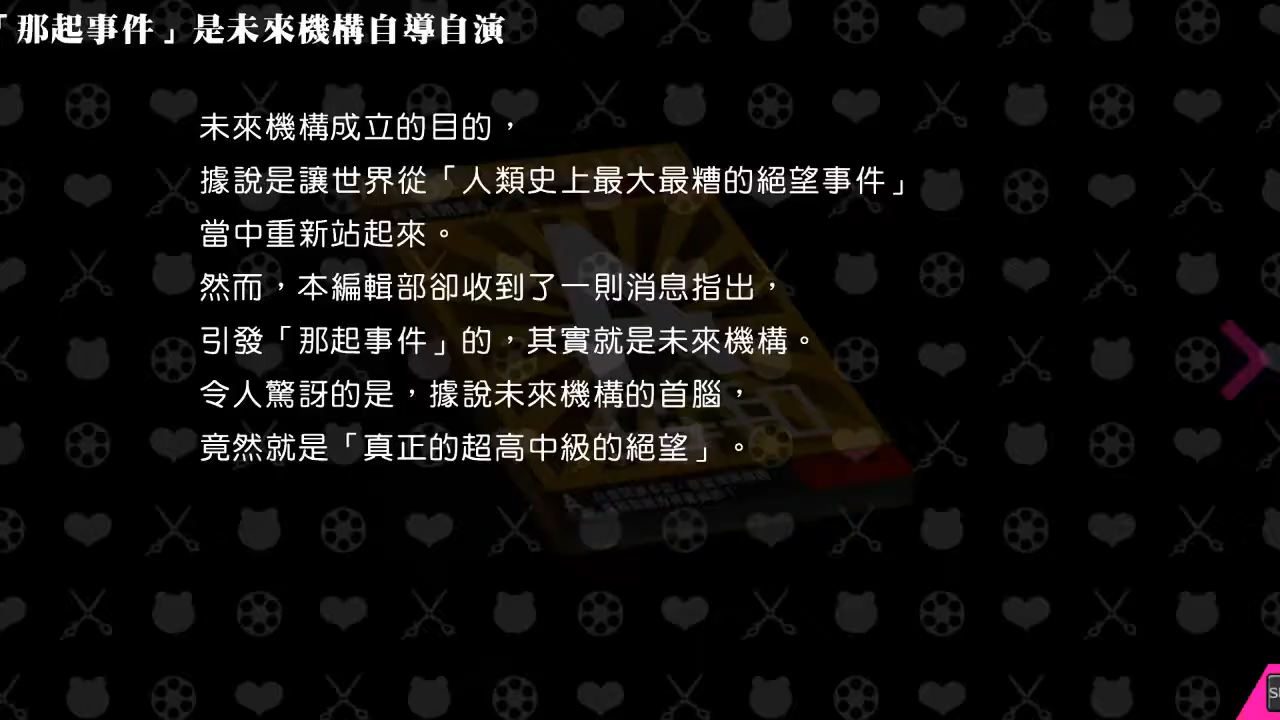 「那起事件」是未來機構自導自演
未來機構成立的目的，
據說是讓世界從「人類史上最大最糟的絕望事件」
當中重新站起來。
然而，本編輯部卻收到了一則消息指出，
引發「那起事件」的，其實就是未來機構。
令人驚訝的是，據說未來機構的首腦，
竟然就是「真正的超高中級的絕望」。